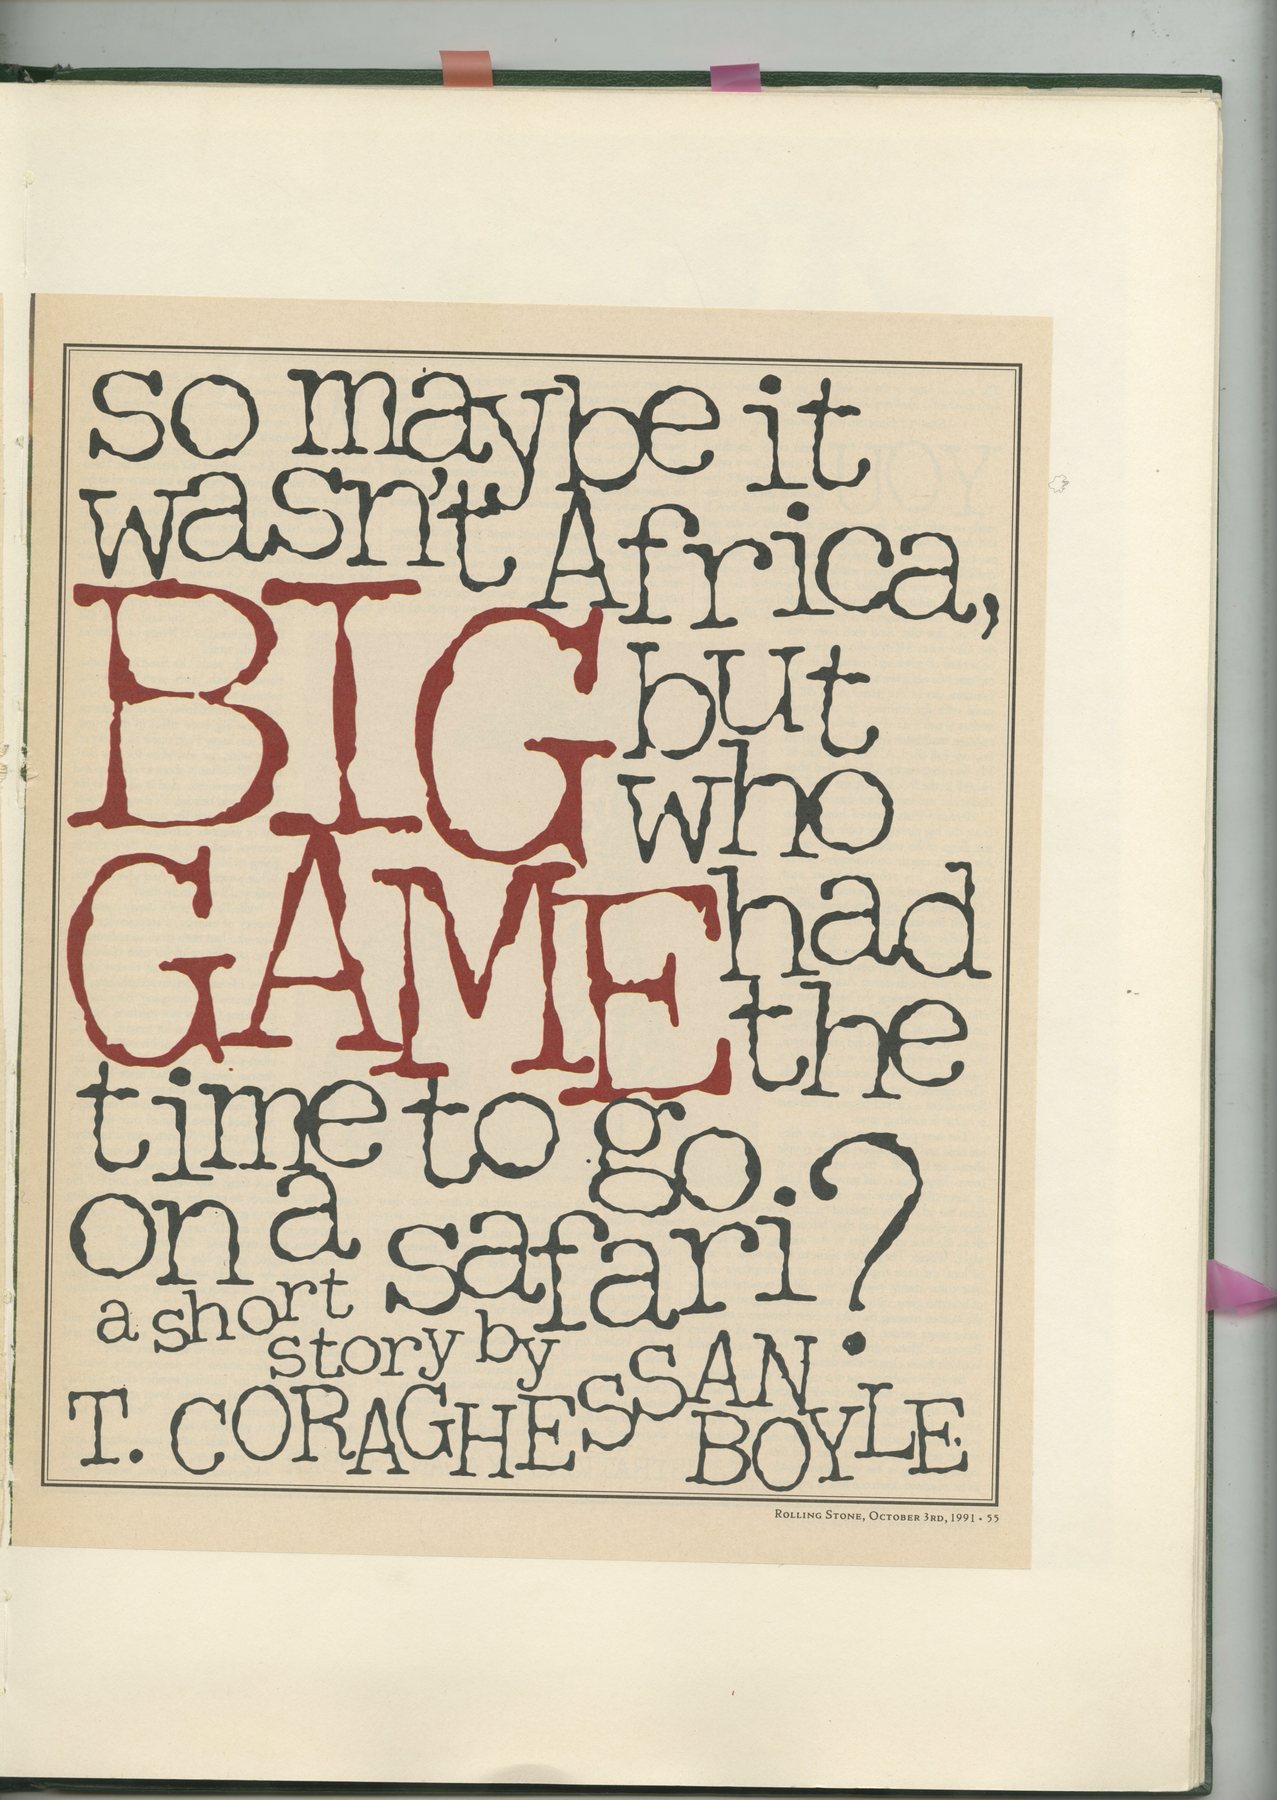 so maybe it
wasn't Africa,
BIG but
who
GAME had
the
time to go
on a safari?
a short
story by
T. CORAGHESSAN
BOYLE
ROLLING STONE, OCTOBER 3RD, 1991 • 55